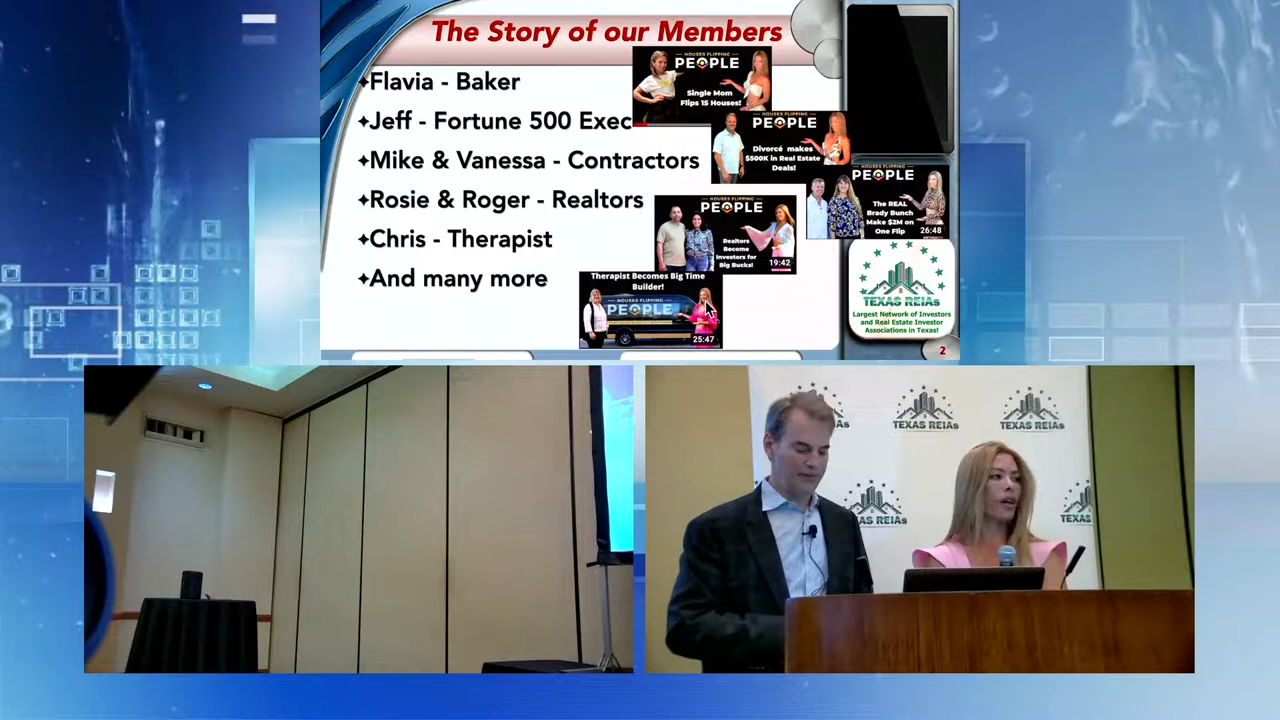 The Story of our Members
✦Flavia - Baker
✦Jeff - Fortune 500 Exec
✦Mike & Vanessa - Contractors
✦Rosie & Roger - Realtors
✦Chris - Therapist
✦And many more
HOUSES FLIPPING
PEOPLE
Single Mom
Flips 15 Houses!
HOUSES FLIPPING
PEOPLE
Divorcé makes
$500K in Real Estate
Deals!
HOUSES FLIPPING
PEOPLE
The REAL
Brady Bunch
Make $2M on
One Flip
26:48
HOUSES FLIPPING
PEOPLE
Realtors
Become
Investors for
Big Bucks!
19:42
Therapist Becomes Big Time
Builder!
HOUSES FLIPPING
PEOPLE
25:47
TEXAS REIAs
Largest Network of Investors
and Real Estate Investor
Associations in Texas!
2
TEXAS REIAs
TEXAS REIAs
AS REIAs
TEXAS